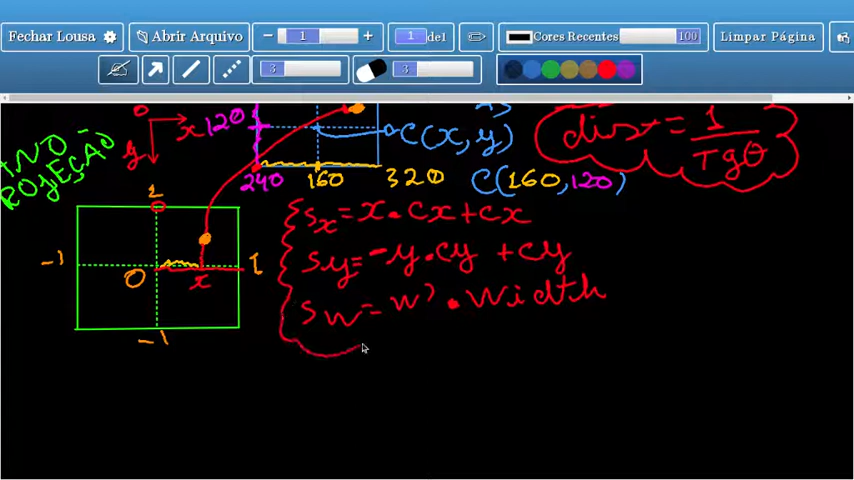 Fechar Lousa
Abrir Arquivo
− 1 +
1 de1
Cores Recentes
100
Limpar Página
3
3
0
x
y
120
C(x,y)
dist = 1
Tgθ
240 160 320
C(160,120)
1
-1
0
x
1
-1
Sx = x.cx+cx
Sy = -y.cy +cy
Sw = w'.Width